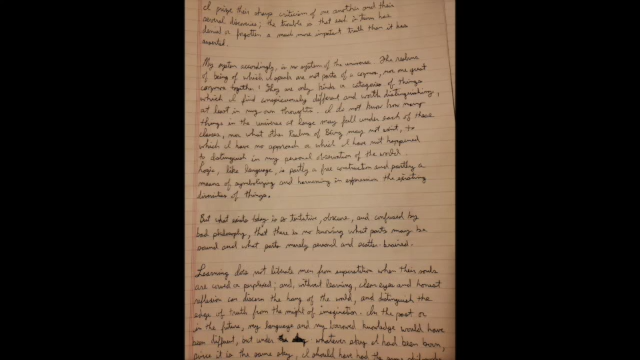 I prize their sharp criticism of one another and their
several discoveries; the trouble is that each in turn has
denied or forgotten a much more important truth than it has
asserted.
My system accordingly, is no system of the universe. The realms
of being of which I speak are not parts of a cosmos, nor one great
cosmos together: They are only kinds or categories of things
which I find conspicuously different and worth distinguishing,
at least in my own thoughts. I do not know how many
things in the universe at large may fall under each of these
classes, nor what other Realms of Being may not exist, to
which I have no approach or which I have not happened
to distinguish in my personal observation of the world.
Logic, like language, is partly a free construction and partly a
means of symbolizing and harnessing in expression the existing
diversities of things.
But what exists today is so tentative, obscure, and confused by
bad philosophy, that there is no knowing what parts may be
sound and what parts merely personal and scatter-brained.
Learning does not liberate men from superstition when their souls
are cowed or perplexed; and, without learning, clear eyes and honest
reflection can discern the hang of the world, and distinguish the
edge of truth from the might of imagination. In the past or
in the future, my language and my borrowed knowledge would have
been different, but under whatever sky I had been born,
since it is the same sky, I should have had the same philosophy.